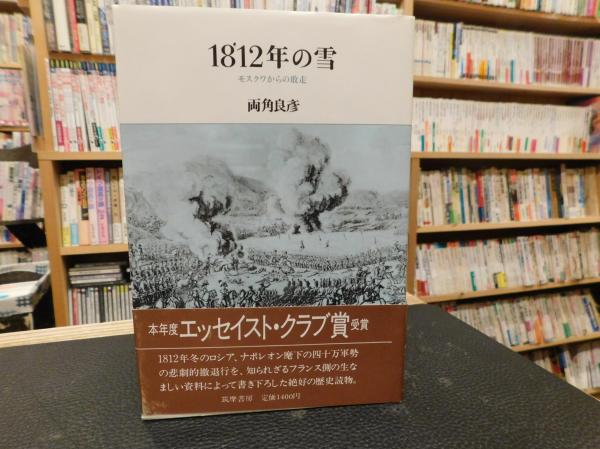 1812年の雪
モスクワからの敗走
両角良彦
本年度エッセイスト・クラブ賞受賞
1812年冬のロシア、ナポレオン麾下の四十万軍勢
の悲劇的撤退行を、知られざるフランス側の生な
ましい資料によって書き下ろした絶好の歴史読物。
筑摩書房 定価1400円